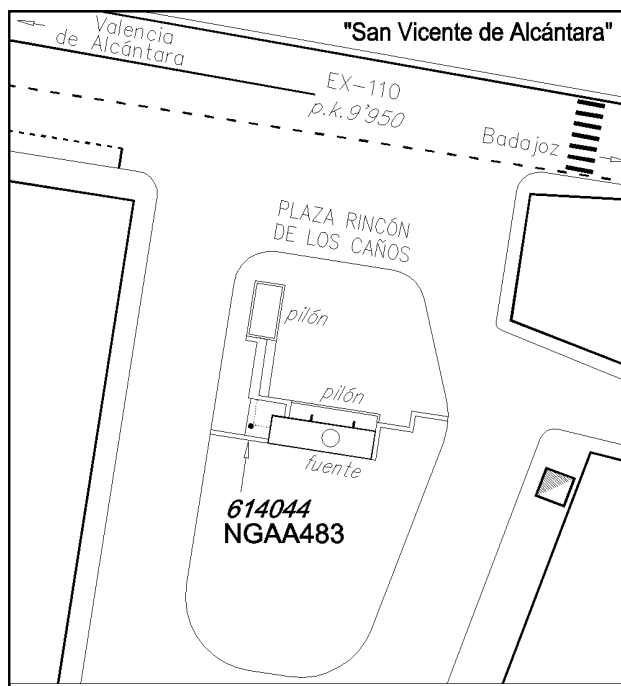 "San Vicente de Alcántara"
Valencia
de Alcántara
EX-110
p.k.9'950
Badajoz
PLAZA RINCÓN
DE LOS CAÑOS
pilón
pilón
fuente
614044
NGAA483